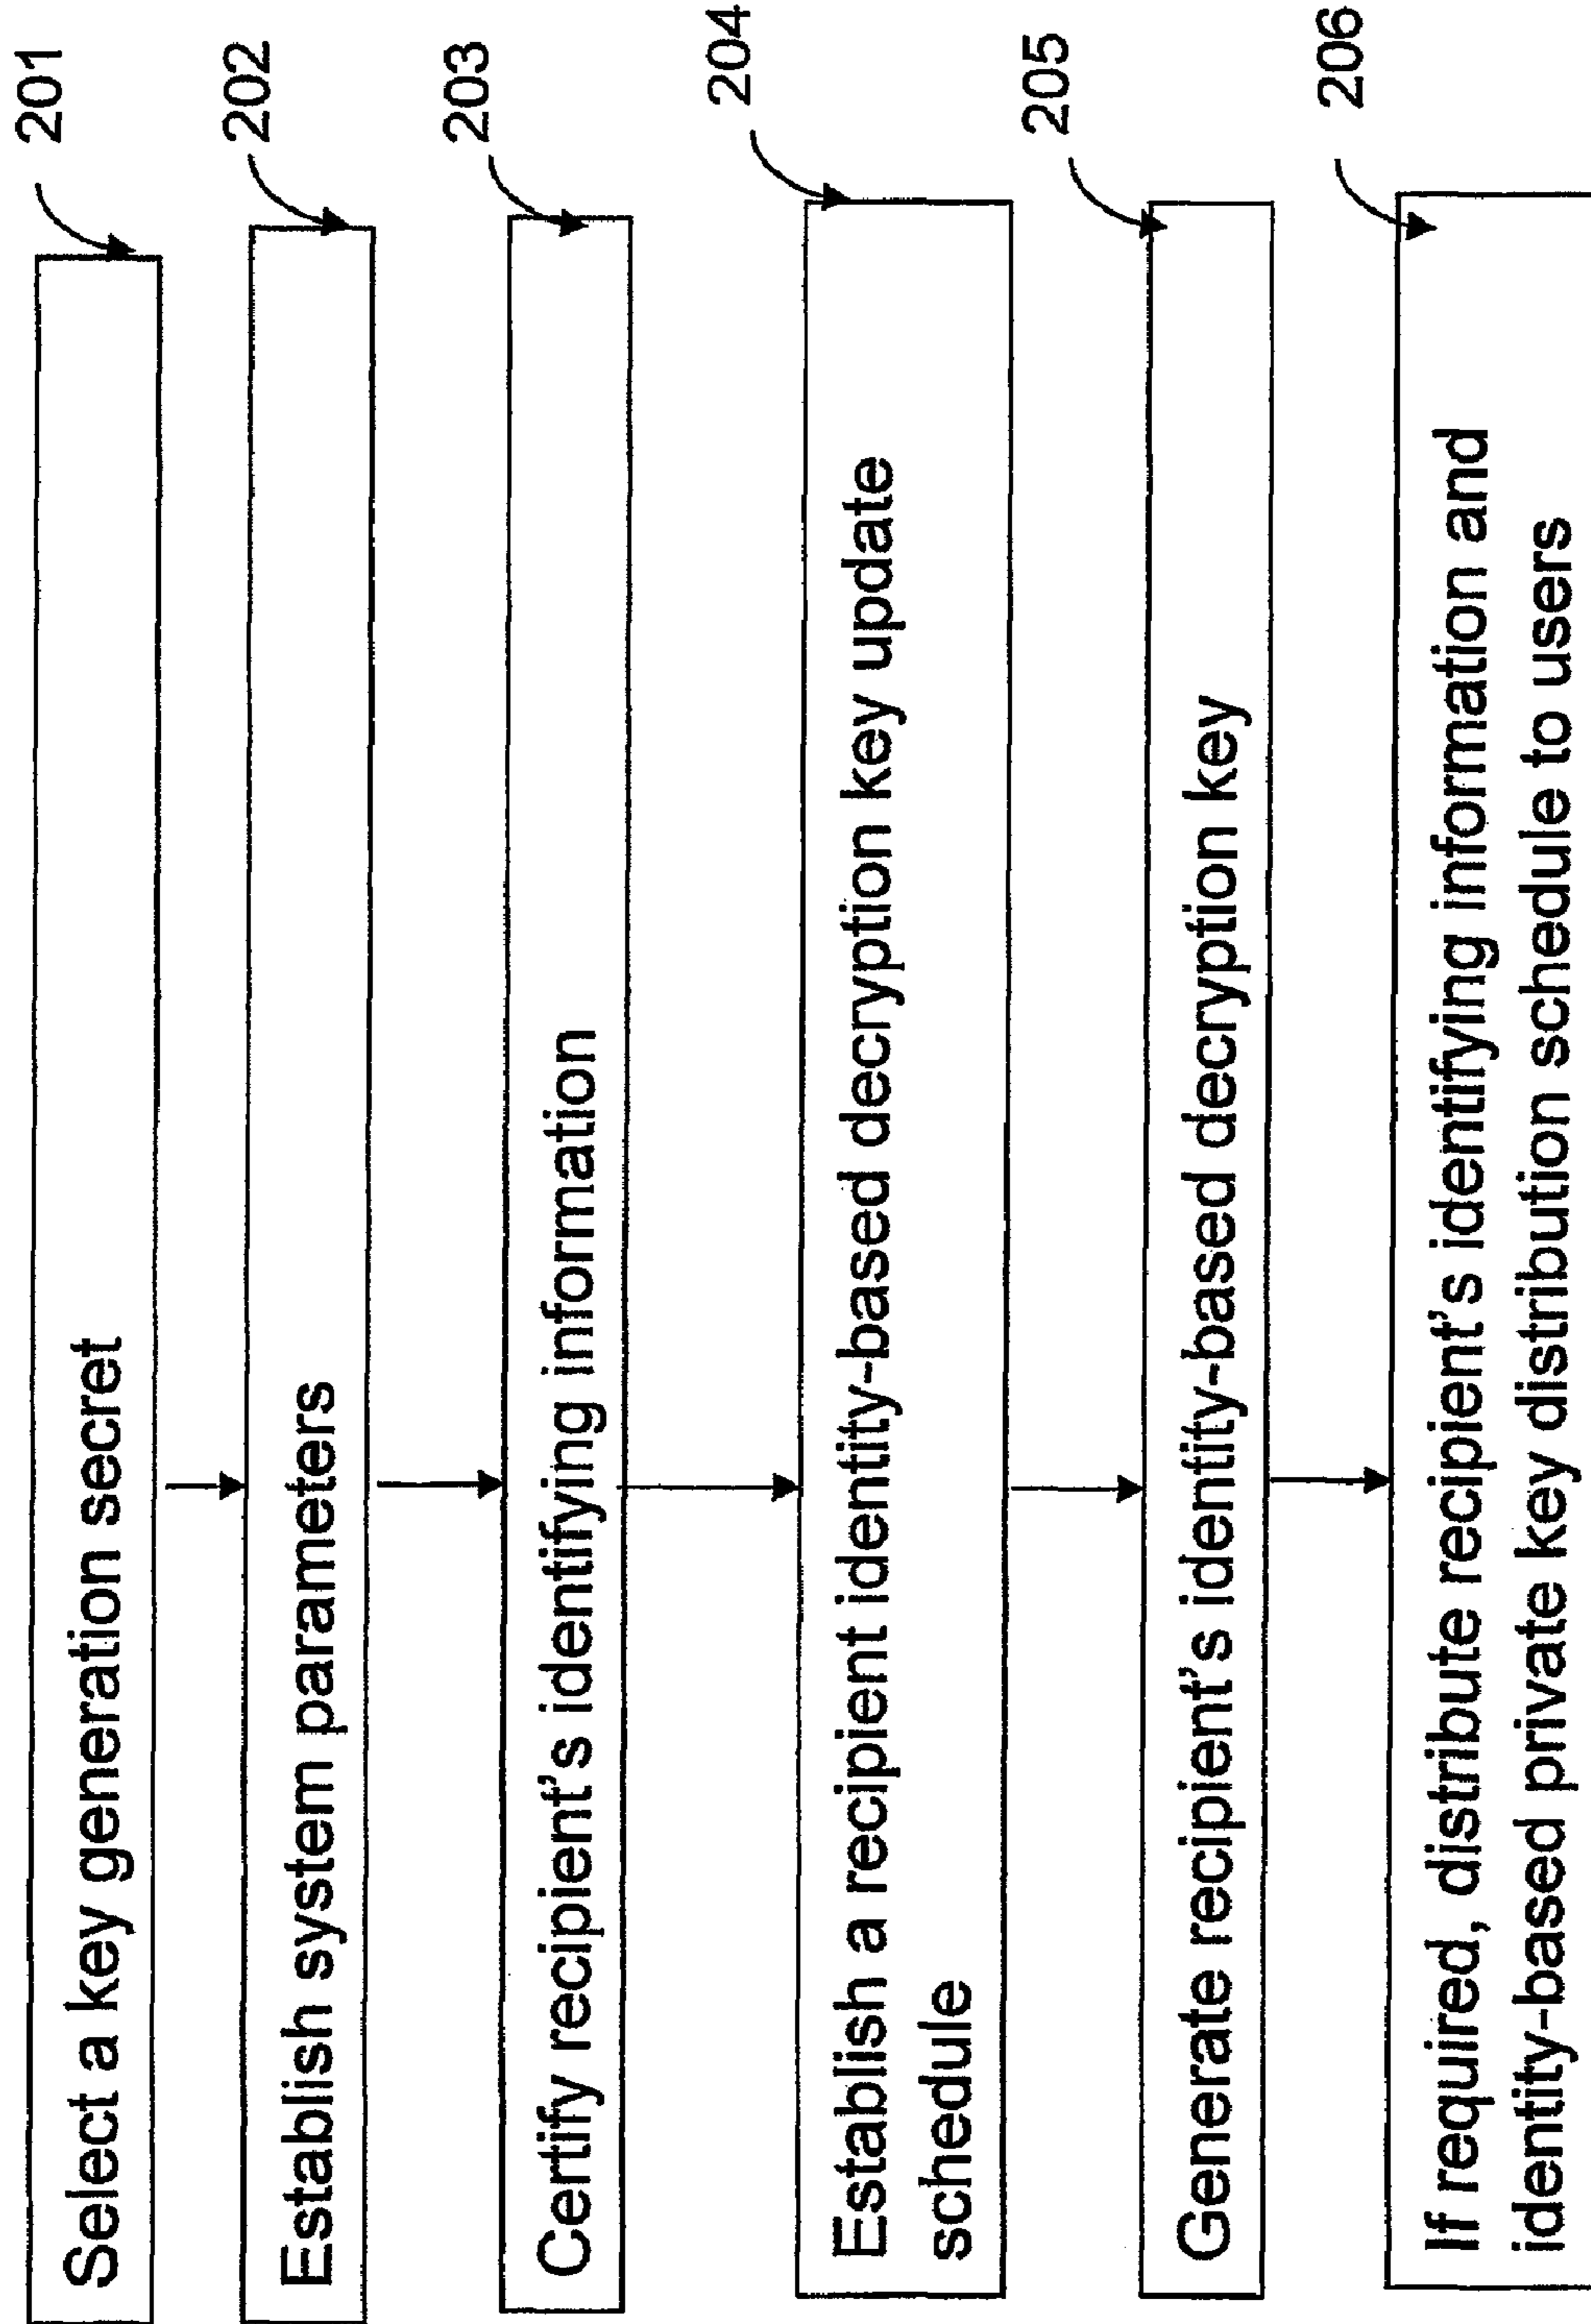 201
Select a key generation secret
202
Establish system parameters
203
Certify recipient's identifying information
204
Establish a recipient identity-based decryption key update
schedule
205
Generate recipient's identity-based decryption key
206
If required, distribute recipient's identifying information and
identity-based private key distribution schedule to users